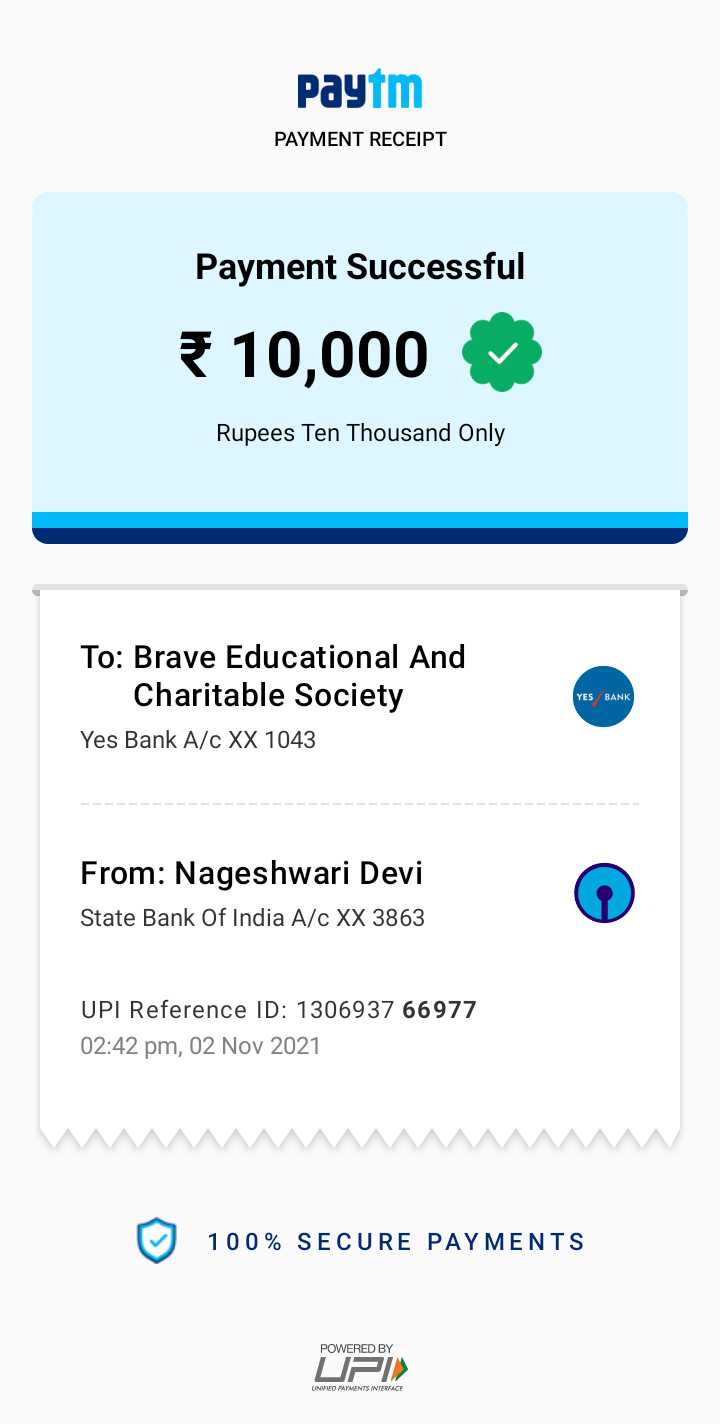 paytm
PAYMENT RECEIPT
Payment Successful
₹ 10,000
Rupees Ten Thousand Only
To: Brave Educational And
Charitable Society
YES BANK
Yes Bank A/c XX 1043
From: Nageshwari Devi
State Bank Of India A/c XX 3863
UPI Reference ID: 1306937 66977
02:42 pm, 02 Nov 2021
100% SECURE PAYMENTS
POWERED BY
UPI
UNIFIED PAYMENTS INTERFACE